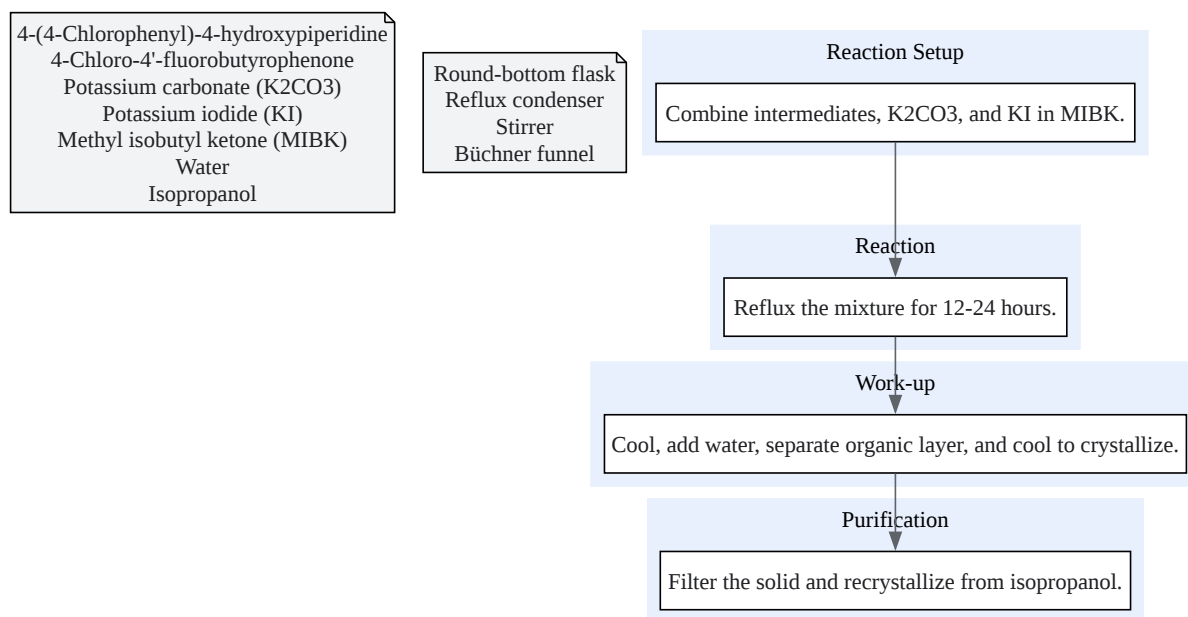 4-(4-Chlorophenyl)-4-hydroxypiperidine
4-Chloro-4'-fluorobutyrophenone
Potassium carbonate (K2CO3)
Potassium iodide (KI)
Methyl isobutyl ketone (MIBK)
Water
Isopropanol
Round-bottom flask
Reflux condenser
Stirrer
Büchner funnel
Reaction Setup
Combine intermediates, K2CO3, and KI in MIBK.
Reaction
Reflux the mixture for 12-24 hours.
Work-up
Cool, add water, separate organic layer, and cool to crystallize.
Purification
Filter the solid and recrystallize from isopropanol.